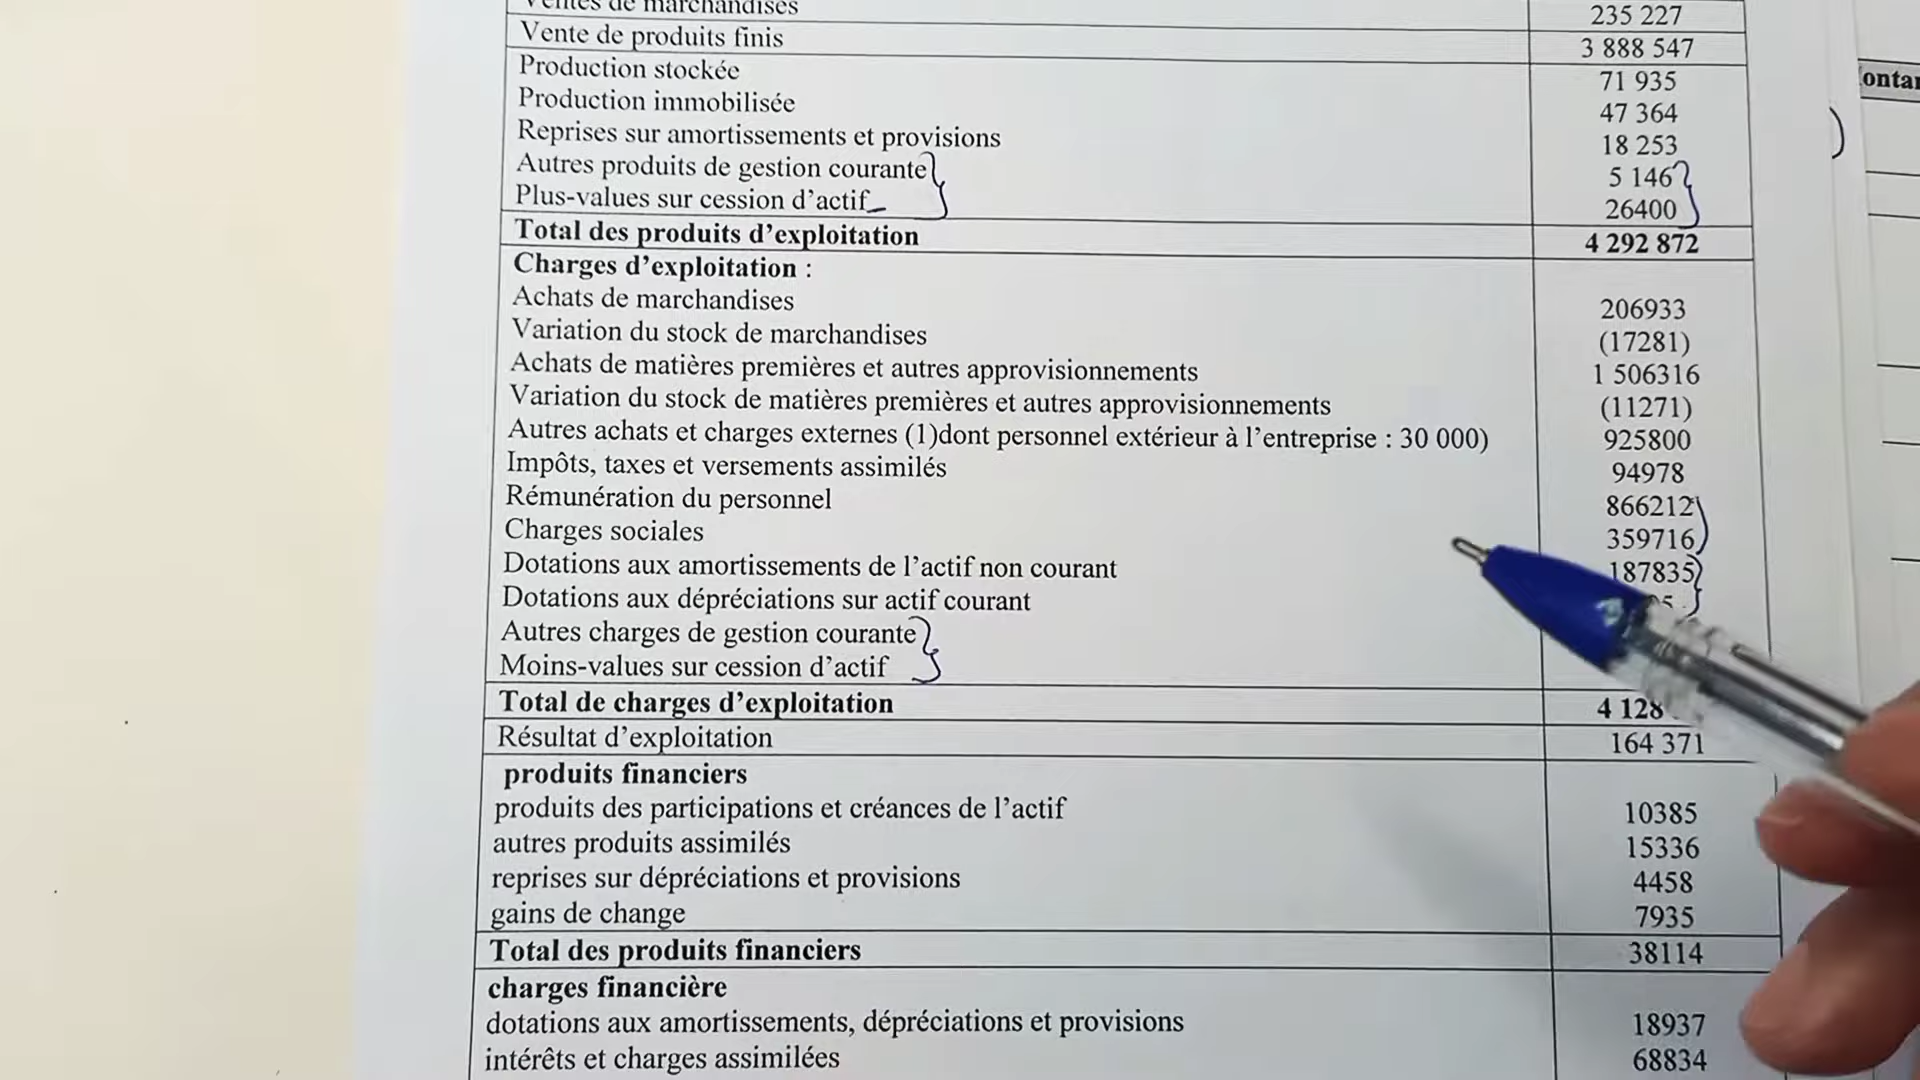 Ventes de marchandises 235 227
Vente de produits finis 3 888 547
Production stockée 71 935
Production immobilisée 47 364
Reprises sur amortissements et provisions 18 253
Autres produits de gestion courante 5 146
Plus-values sur cession d'actif 26400
Total des produits d'exploitation 4 292 872
Charges d'exploitation :
Achats de marchandises 206933
Variation du stock de marchandises (17281)
Achats de matières premières et autres approvisionnements 1 506316
Variation du stock de matières premières et autres approvisionnements (11271)
Autres achats et charges externes (1)dont personnel extérieur à l'entreprise : 30 000) 925800
Impôts, taxes et versements assimilés 94978
Rémunération du personnel 866212
Charges sociales 359716
Dotations aux amortissements de l'actif non courant 187835
Dotations aux dépréciations sur actif courant
Autres charges de gestion courante
Moins-values sur cession d'actif
Total de charges d'exploitation 4 128
Résultat d'exploitation 164 371
produits financiers
produits des participations et créances de l'actif 10385
autres produits assimilés 15336
reprises sur dépréciations et provisions 4458
gains de change 7935
Total des produits financiers 38114
charges financière
dotations aux amortissements, dépréciations et provisions 18937
intérêts et charges assimilées 68834